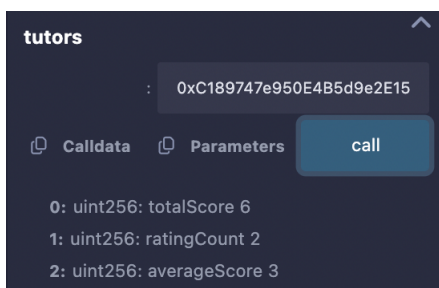 tutors
: 0xC189747e950E4B5d9e2E15
Calldata Parameters call
0: uint256: totalScore 6
1: uint256: ratingCount 2
2: uint256: averageScore 3